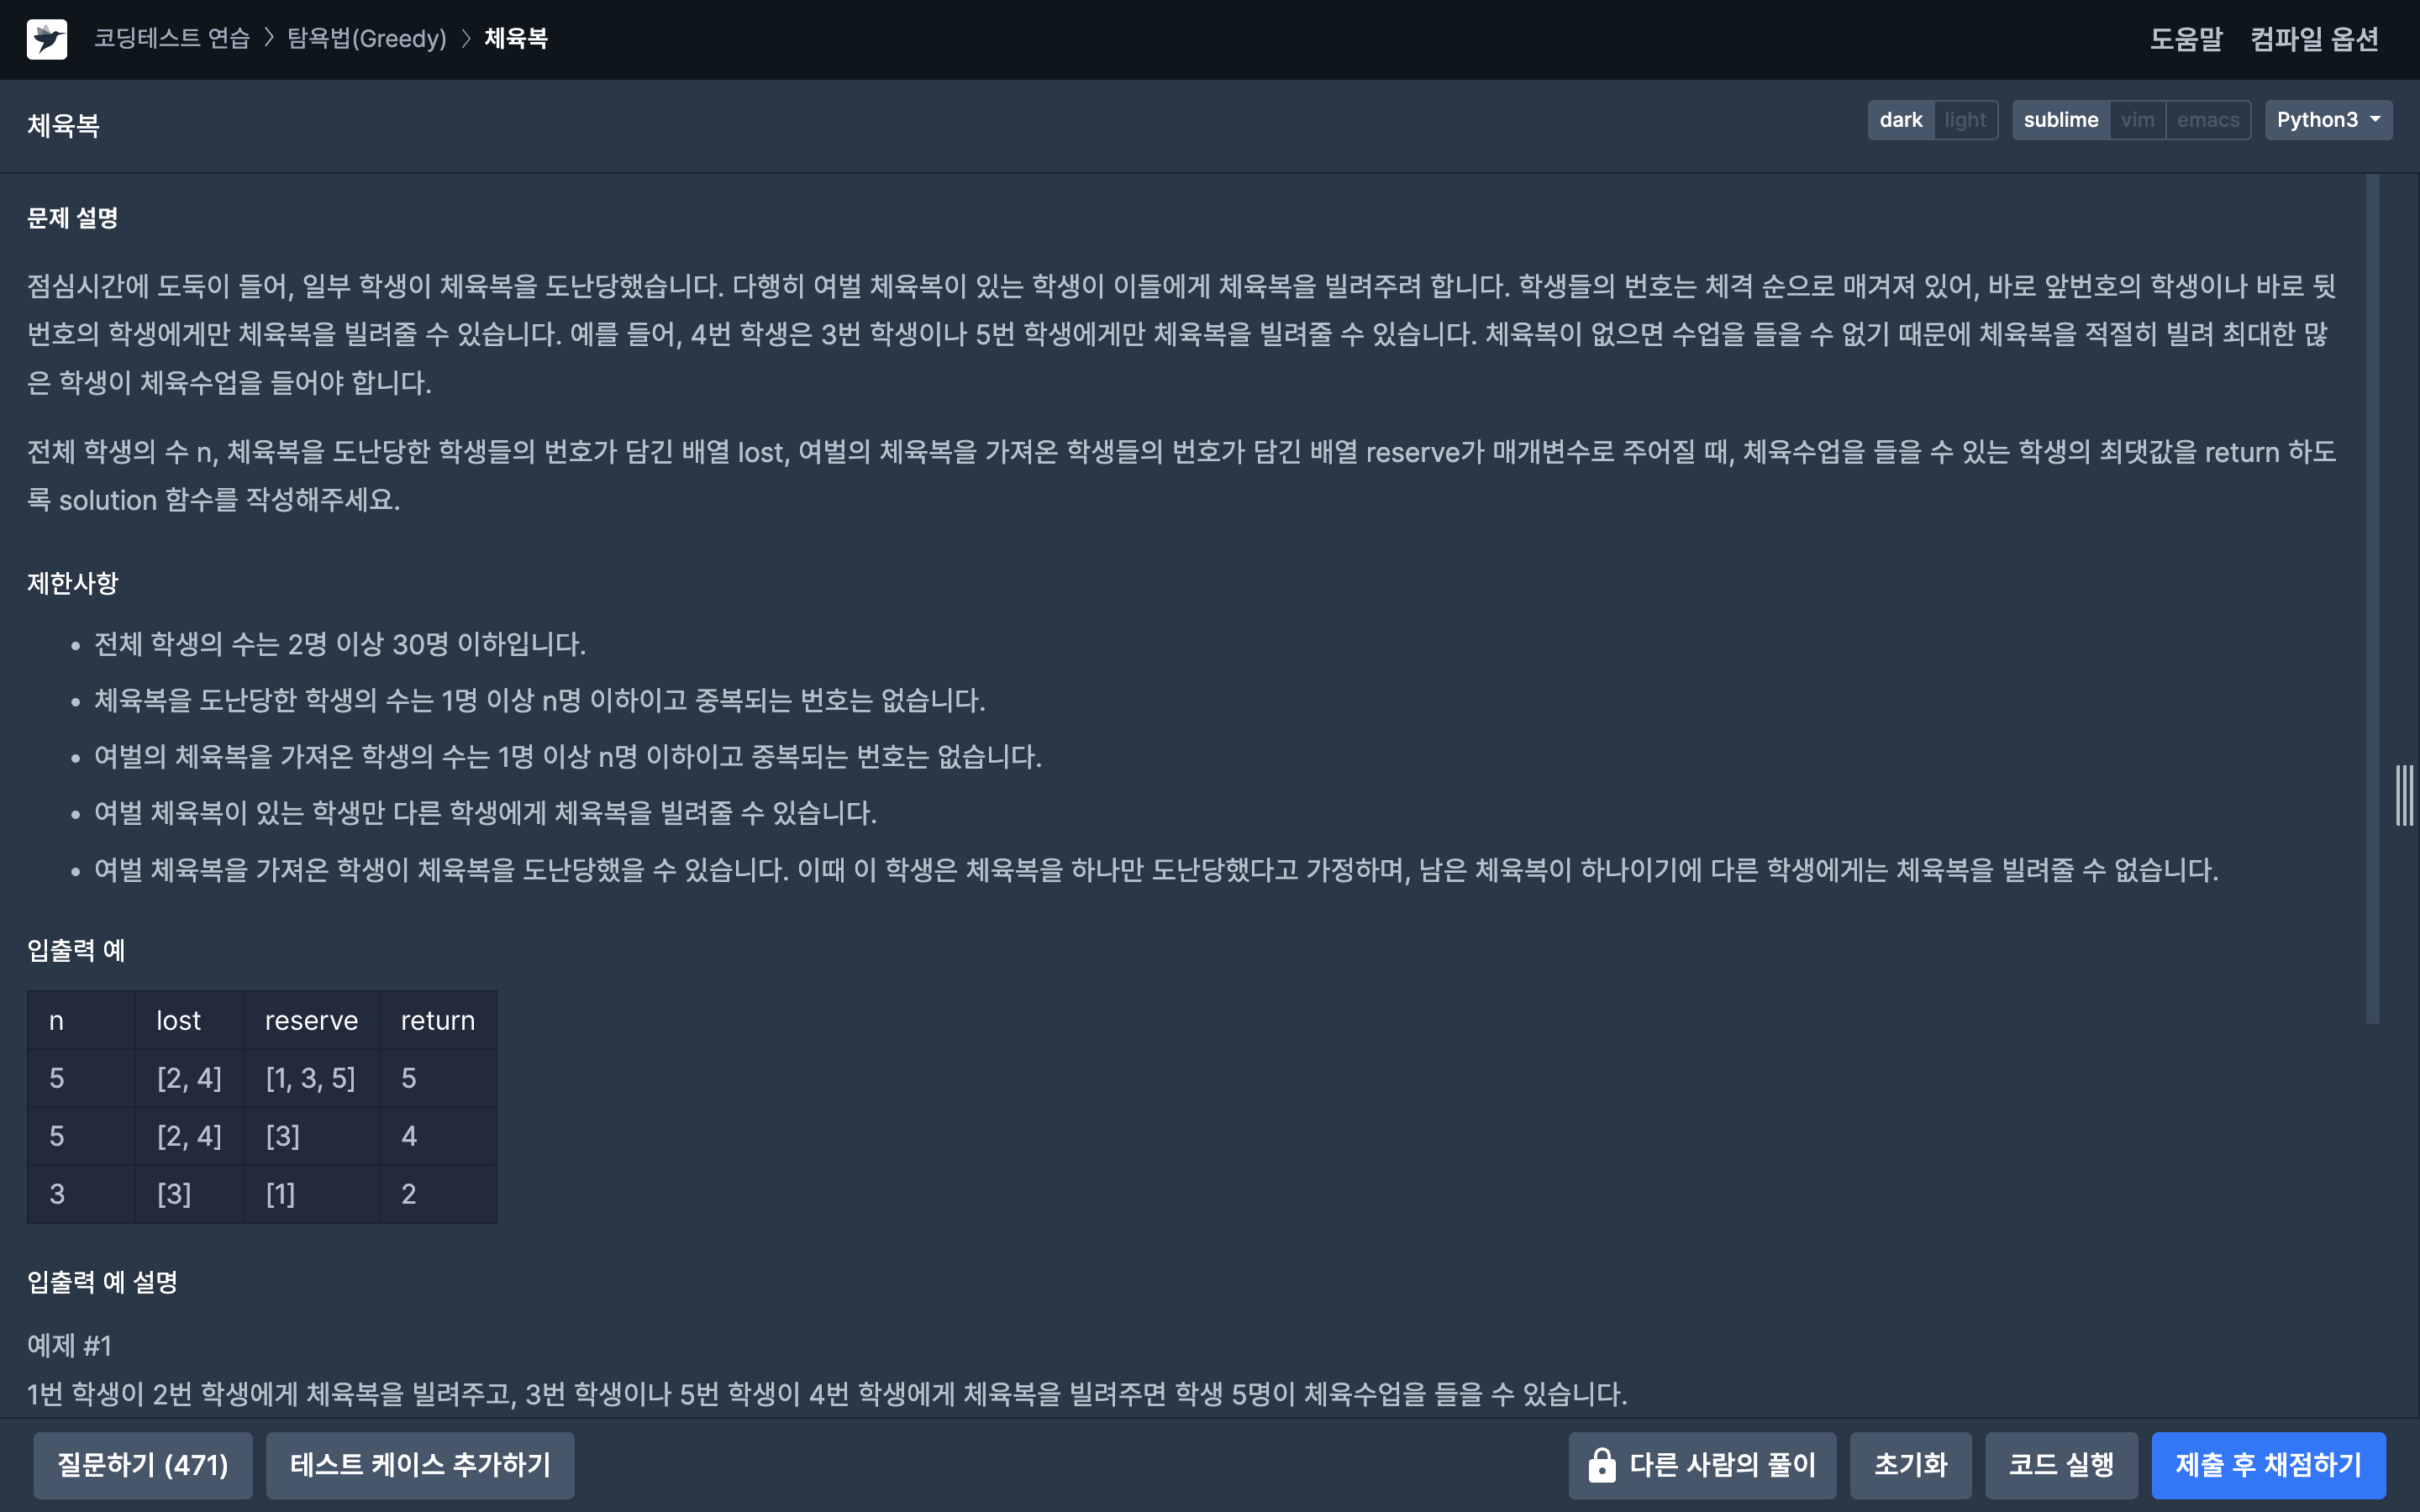 코딩테스트 연습 > 탐욕법(Greedy) > 체육복
도움말 컴파일 옵션
체육복
dark light sublime vim emacs Python3
문제 설명
점심시간에 도둑이 들어, 일부 학생이 체육복을 도난당했습니다. 다행히 여벌 체육복이 있는 학생이 이들에게 체육복을 빌려주려 합니다. 학생들의 번호는 체격 순으로 매겨져 있어, 바로 앞번호의 학생이나 바로 뒷
번호의 학생에게만 체육복을 빌려줄 수 있습니다. 예를 들어, 4번 학생은 3번 학생이나 5번 학생에게만 체육복을 빌려줄 수 있습니다. 체육복이 없으면 수업을 들을 수 없기 때문에 체육복을 적절히 빌려 최대한 많
은 학생이 체육수업을 들어야 합니다.
전체 학생의 수 n, 체육복을 도난당한 학생들의 번호가 담긴 배열 lost, 여벌의 체육복을 가져온 학생들의 번호가 담긴 배열 reserve가 매개변수로 주어질 때, 체육수업을 들을 수 있는 학생의 최댓값을 return 하도
록 solution 함수를 작성해주세요.
제한사항
• 전체 학생의 수는 2명 이상 30명 이하입니다.
• 체육복을 도난당한 학생의 수는 1명 이상 n명 이하이고 중복되는 번호는 없습니다.
• 여벌의 체육복을 가져온 학생의 수는 1명 이상 n명 이하이고 중복되는 번호는 없습니다.
• 여벌 체육복이 있는 학생만 다른 학생에게 체육복을 빌려줄 수 있습니다.
• 여벌 체육복을 가져온 학생이 체육복을 도난당했을 수 있습니다. 이때 이 학생은 체육복을 하나만 도난당했다고 가정하며, 남은 체육복이 하나이기에 다른 학생에게는 체육복을 빌려줄 수 없습니다.
입출력 예
n lost reserve return
5 [2, 4] [1, 3, 5] 5
5 [2, 4] [3] 4
3 [3] [1] 2
입출력 예 설명
예제 #1
1번 학생이 2번 학생에게 체육복을 빌려주고, 3번 학생이나 5번 학생이 4번 학생에게 체육복을 빌려주면 학생 5명이 체육수업을 들을 수 있습니다.
질문하기 (471) 테스트 케이스 추가하기 다른 사람의 풀이 초기화 코드 실행 제출 후 채점하기